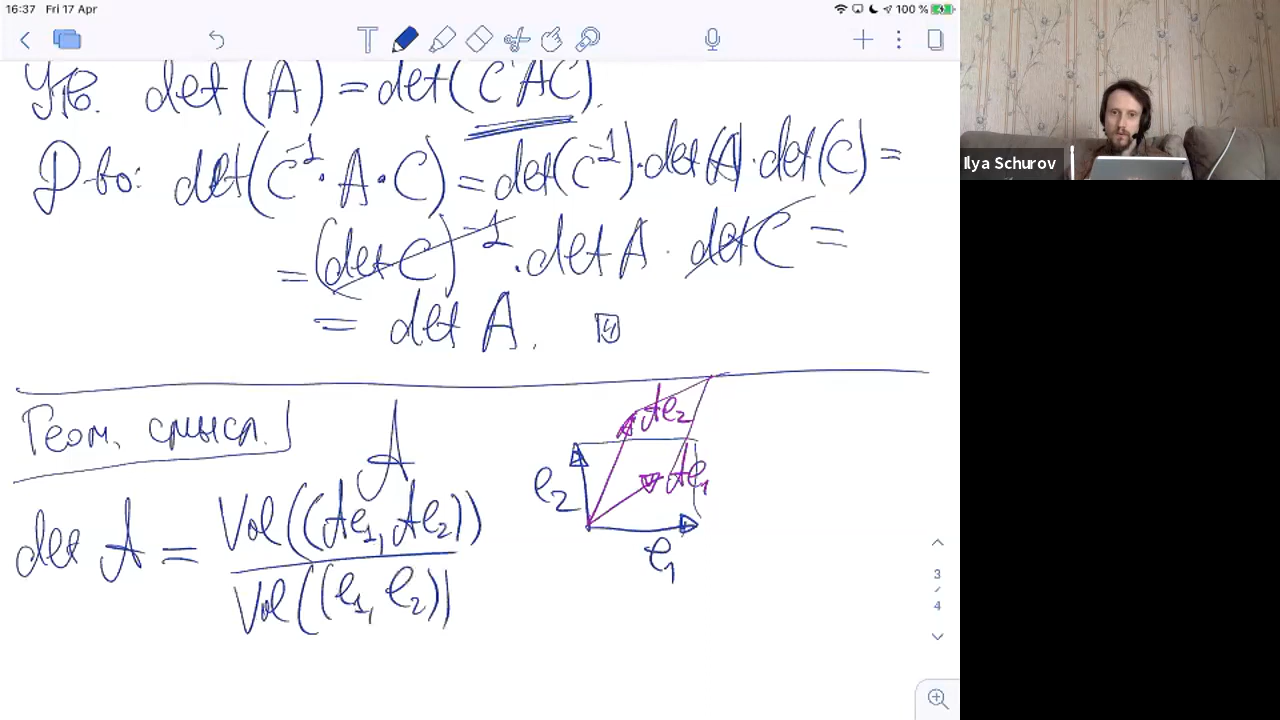 16:37 Fri 17 Apr
100 %
Утв. det(A) = det(C⁻¹AC).
Д-во: det(C⁻¹·A·C) = det(C⁻¹)·det(A)·det(C) =
= (det C)⁻¹·det A·det C =
= det A.
Геом. смысл.
A
det A = Vol((Ae₁, Ae₂))
Vol((e₁, e₂))
Ae₂
e₂
Ae₁
e₁
3
/
4
Ilya Schurov